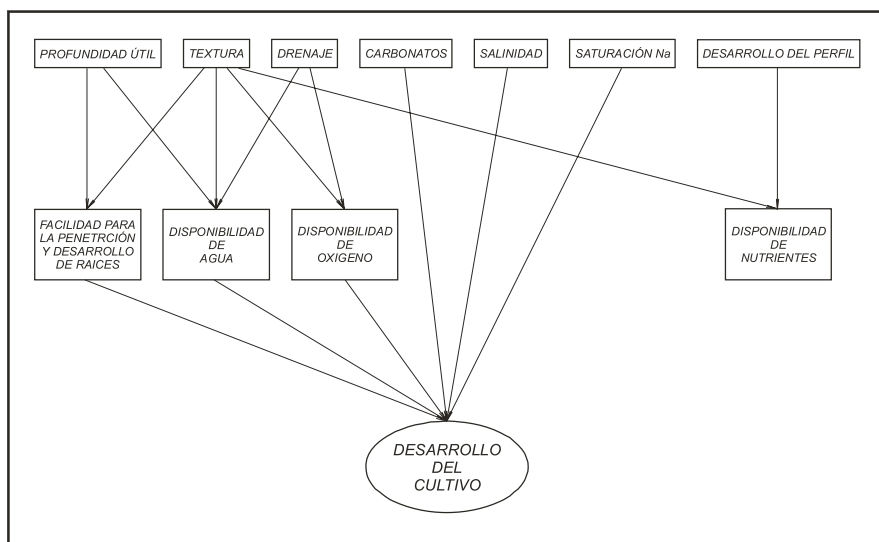 PROFUNDIDAD ÚTIL
TEXTURA
DRENAJE
CARBONATOS
SALINIDAD
SATURACIÓN Na
DESARROLLO DEL PERFIL
FACILIDAD PARA
LA PENETRCIÓN
Y DESARROLLO
DE RAICES
DISPONIBILIDAD
DE
AGUA
DISPONIBILIDAD
DE
OXIGENO
DISPONIBILIDAD
DE
NUTRIENTES
DESARROLLO
DEL
CULTIVO